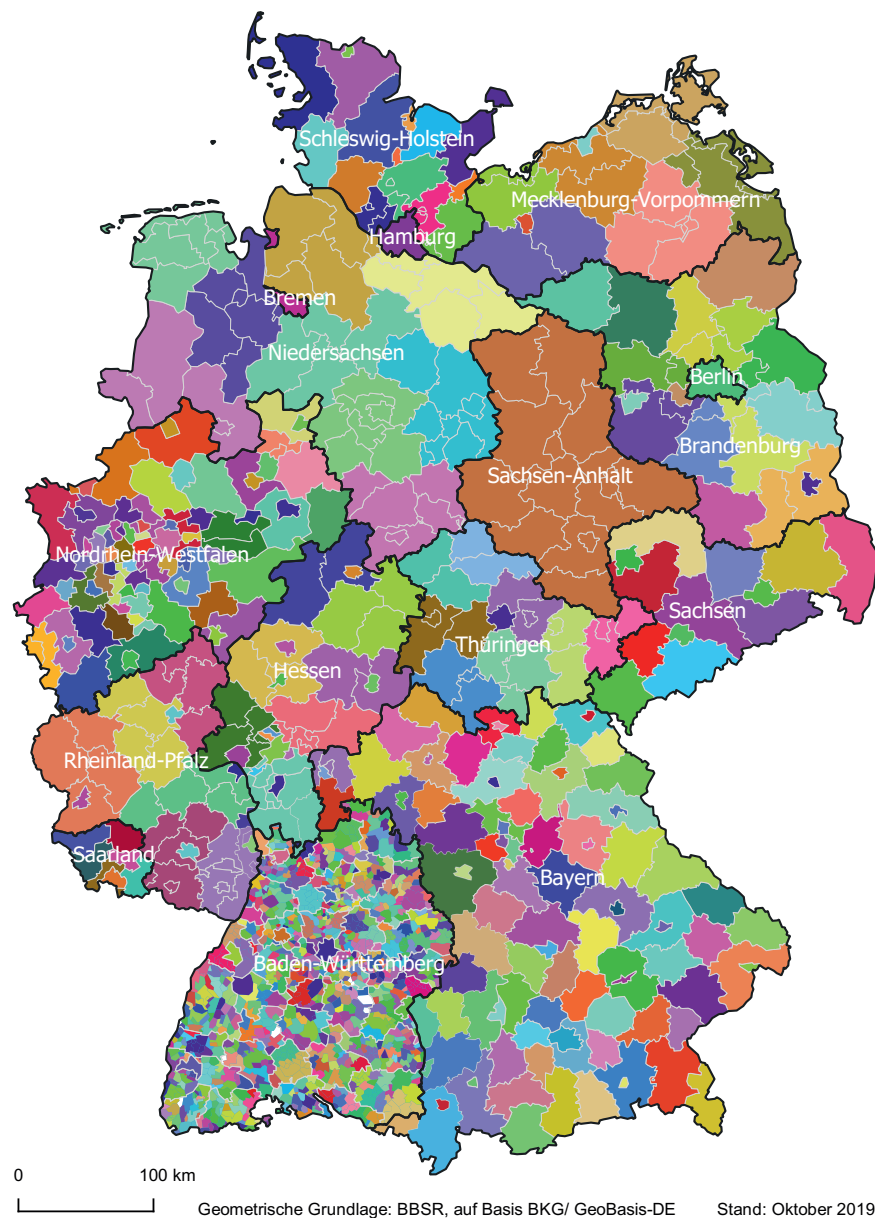 Schleswig-Holstein
Mecklenburg-Vorpommern
Hamburg
Bremen
Niedersachsen
Berlin
Brandenburg
Sachsen-Anhalt
Nordrhein-Westfalen
Sachsen
Thüringen
Hessen
Rheinland-Pfalz
Saarland
Bayern
Baden-Württemberg
0 100 km
Geometrische Grundlage: BBSR, auf Basis BKG/ GeoBasis-DE Stand: Oktober 2019